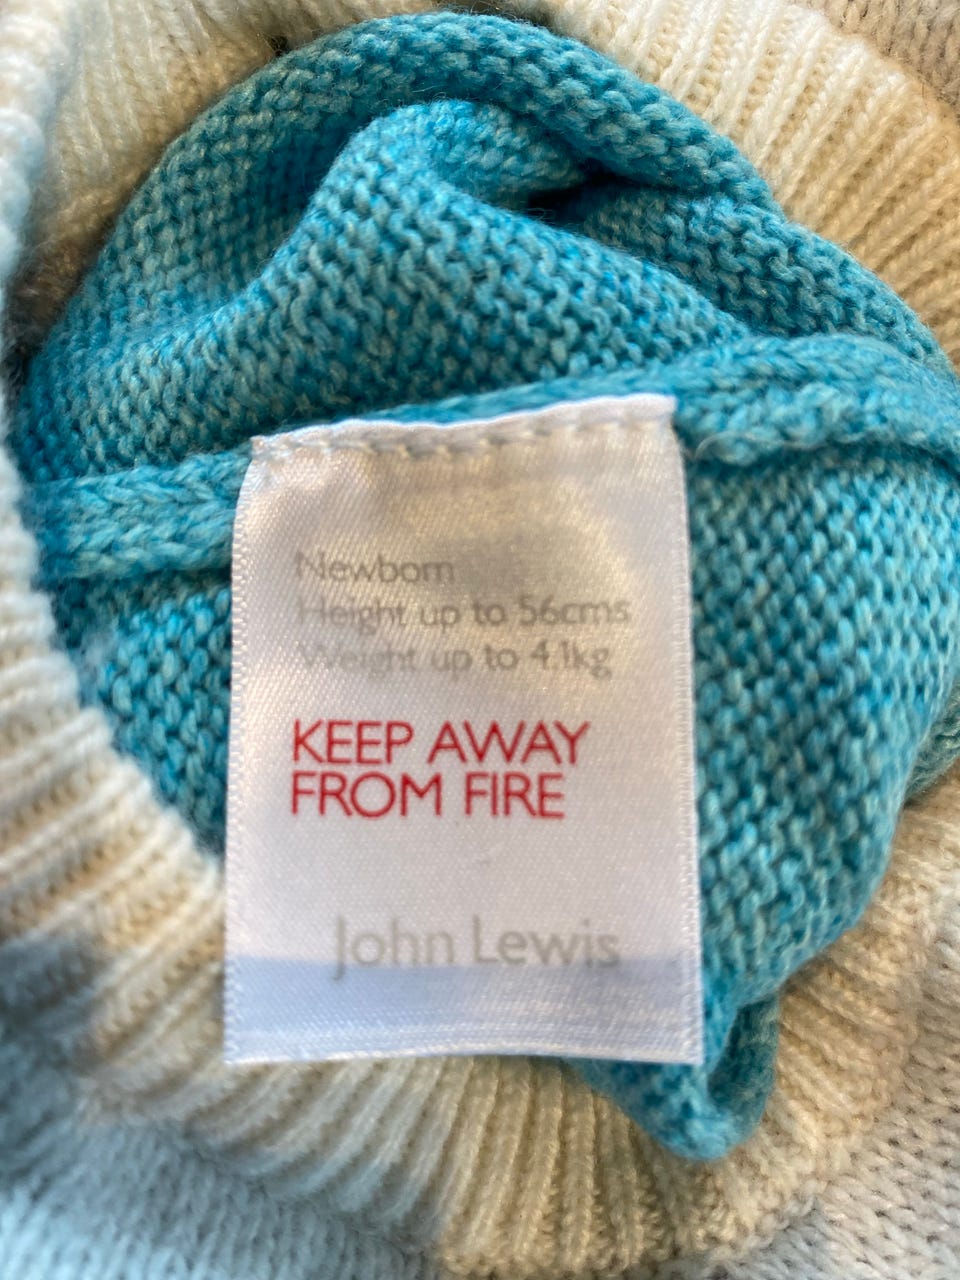 Newborn
Height up to 56cms
Weight up to 4.1kg
KEEP AWAY
FROM FIRE
John Lewis